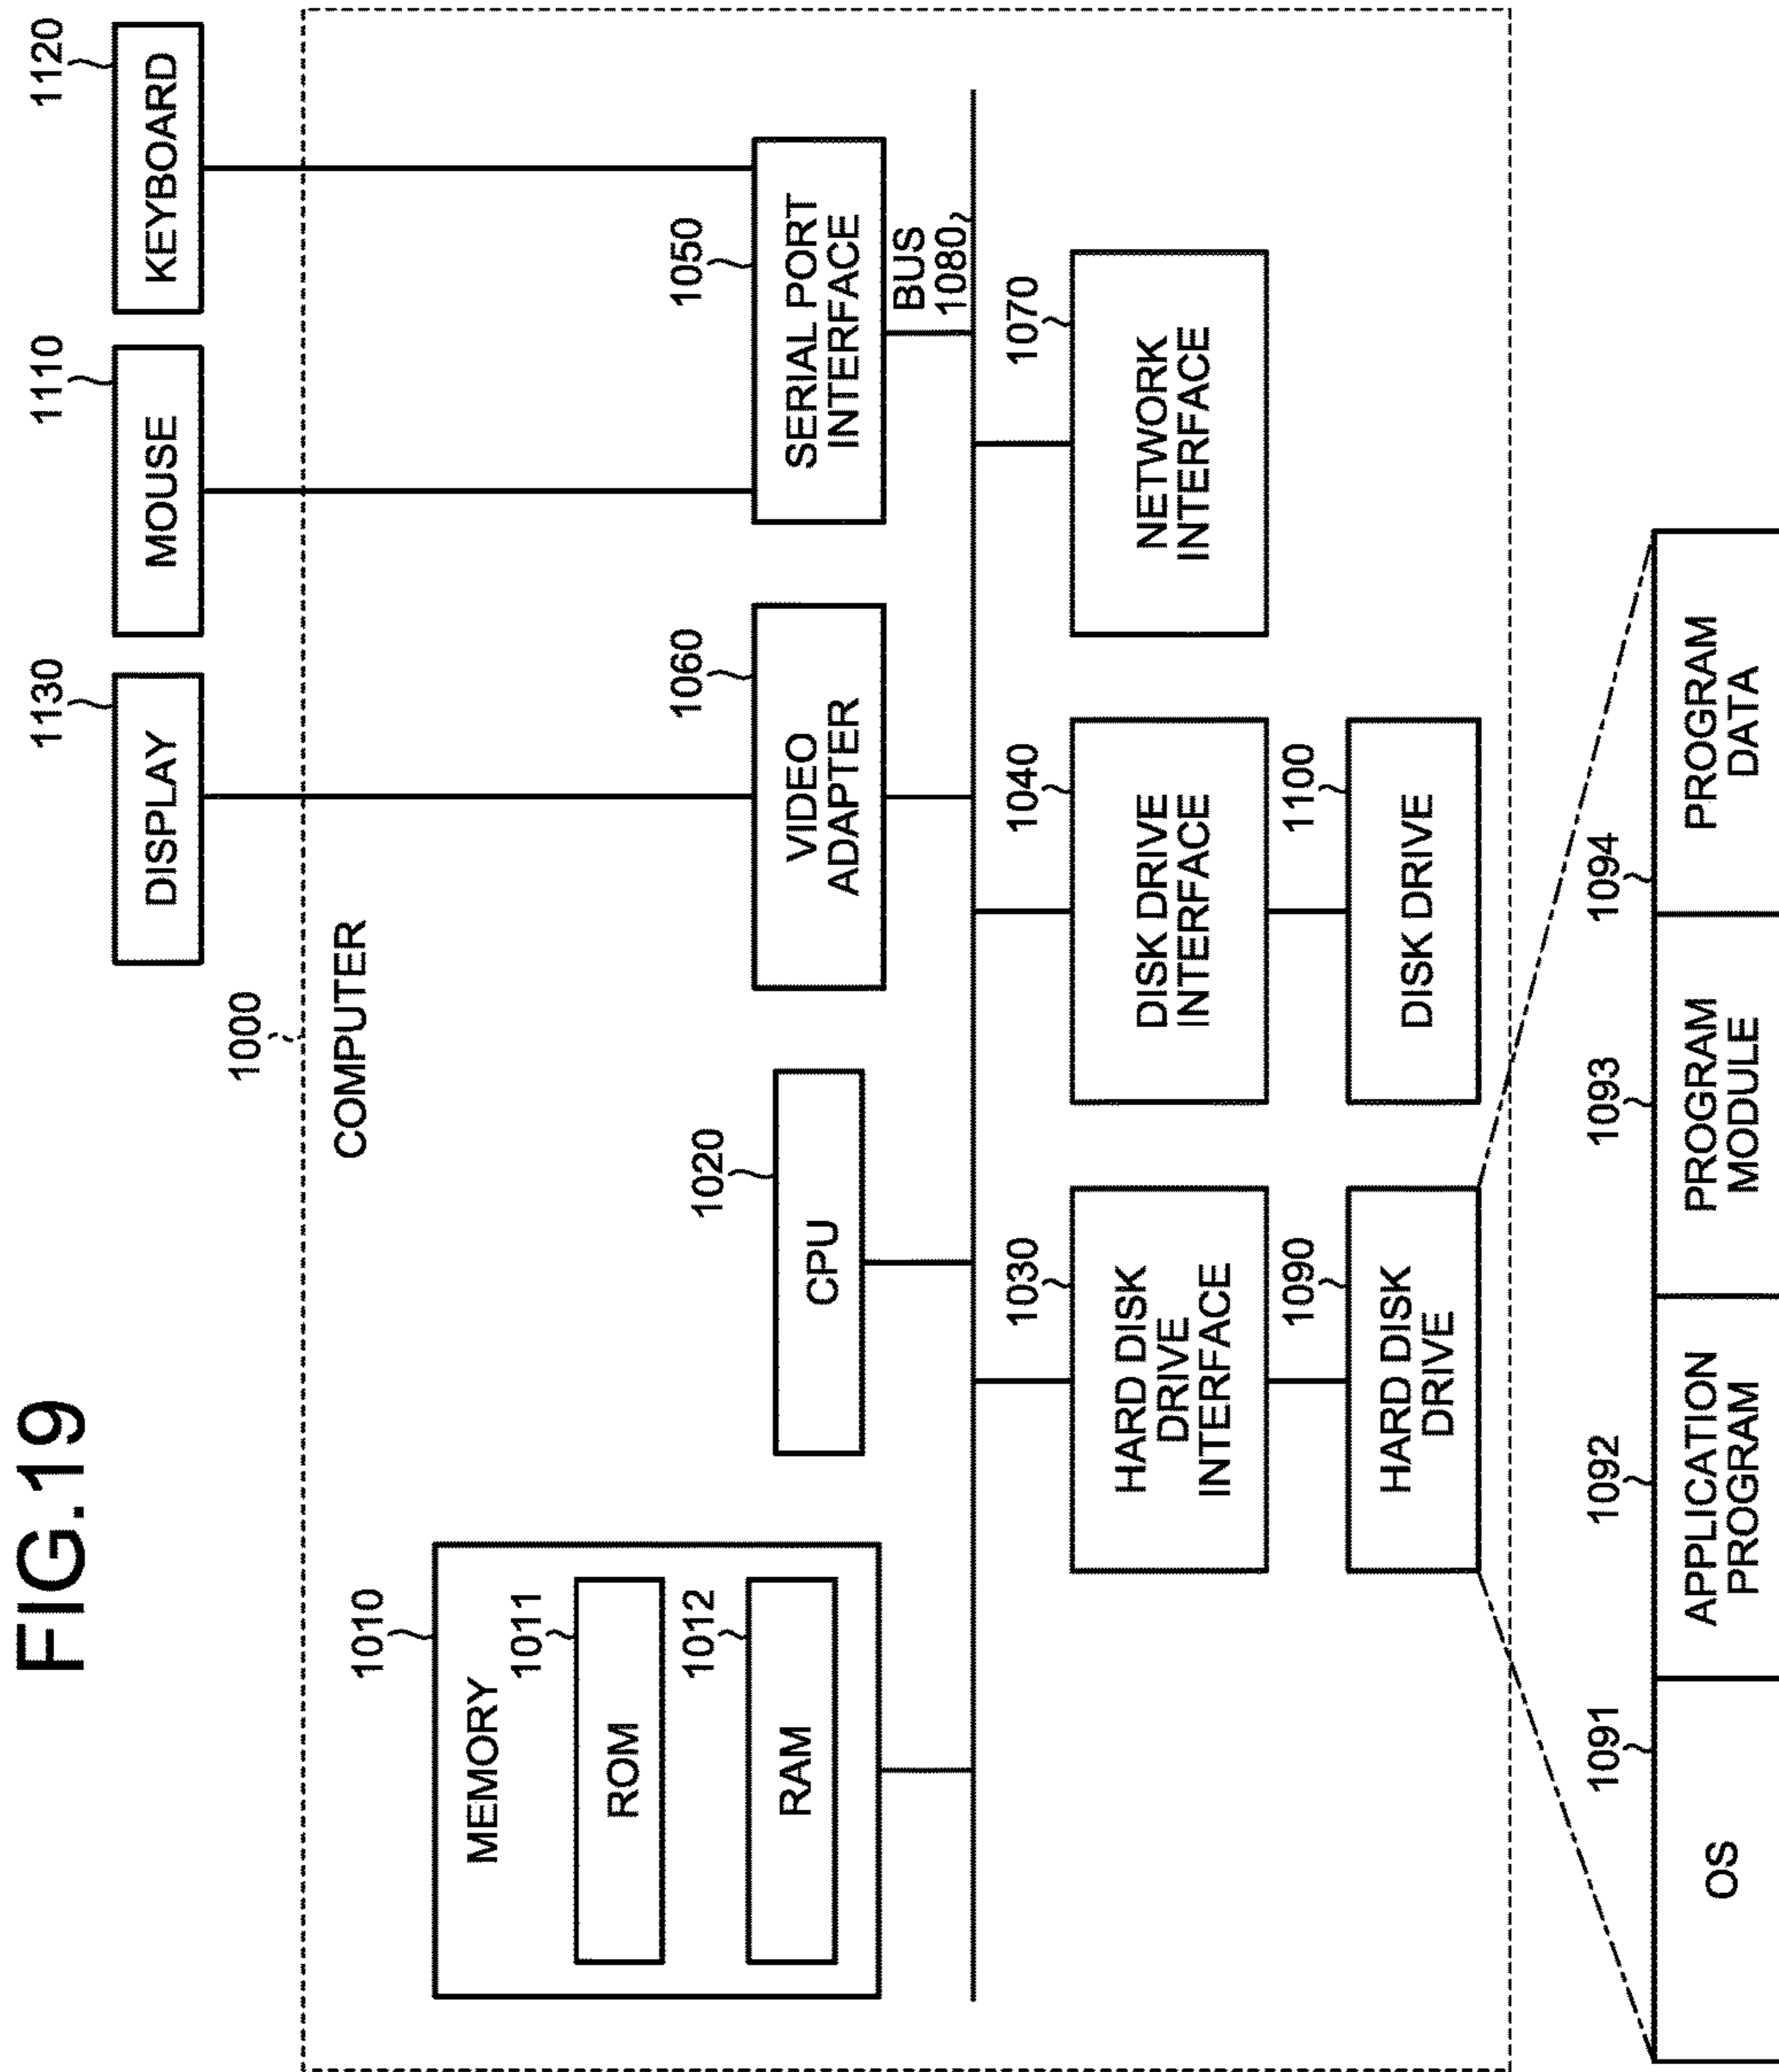 FIG.19
1130
1110
1120
DISPLAY
MOUSE
KEYBOARD
1000
COMPUTER
1010
MEMORY
1011
ROM
1012
RAM
1020
CPU
1060
VIDEO
ADAPTER
1050
SERIAL PORT
INTERFACE
BUS
1080
1030
HARD DISK
DRIVE
INTERFACE
1040
DISK DRIVE
INTERFACE
1070
NETWORK
INTERFACE
1090
HARD DISK
DRIVE
1100
DISK DRIVE
1091
OS
1092
APPLICATION
PROGRAM
1093
PROGRAM
MODULE
1094
PROGRAM
DATA